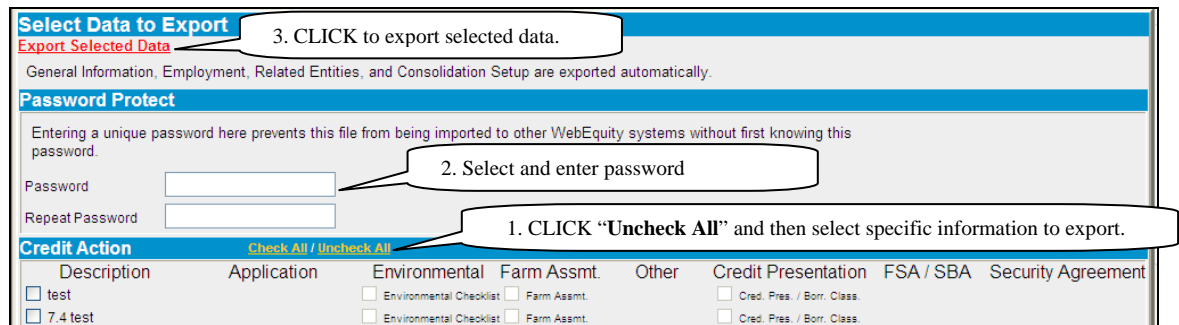 Select Data to Export
3. CLICK to export selected data.
Export Selected Data
General Information, Employment, Related Entities, and Consolidation Setup are exported automatically.
Password Protect
Entering a unique password here prevents this file from being imported to other WebEquity systems without first knowing this
password.
2. Select and enter password
Password
Repeat Password
1. CLICK “Uncheck All” and then select specific information to export.
Credit Action Check All / Uncheck All
Description Application Environmental Farm Assmt. Other Credit Presentation FSA / SBA Security Agreement
test Environmental Checklist Farm Assmt. Cred. Pres. / Borr. Class.
7.4 test Environmental Checklist Farm Assmt. Cred. Pres. / Borr. Class.